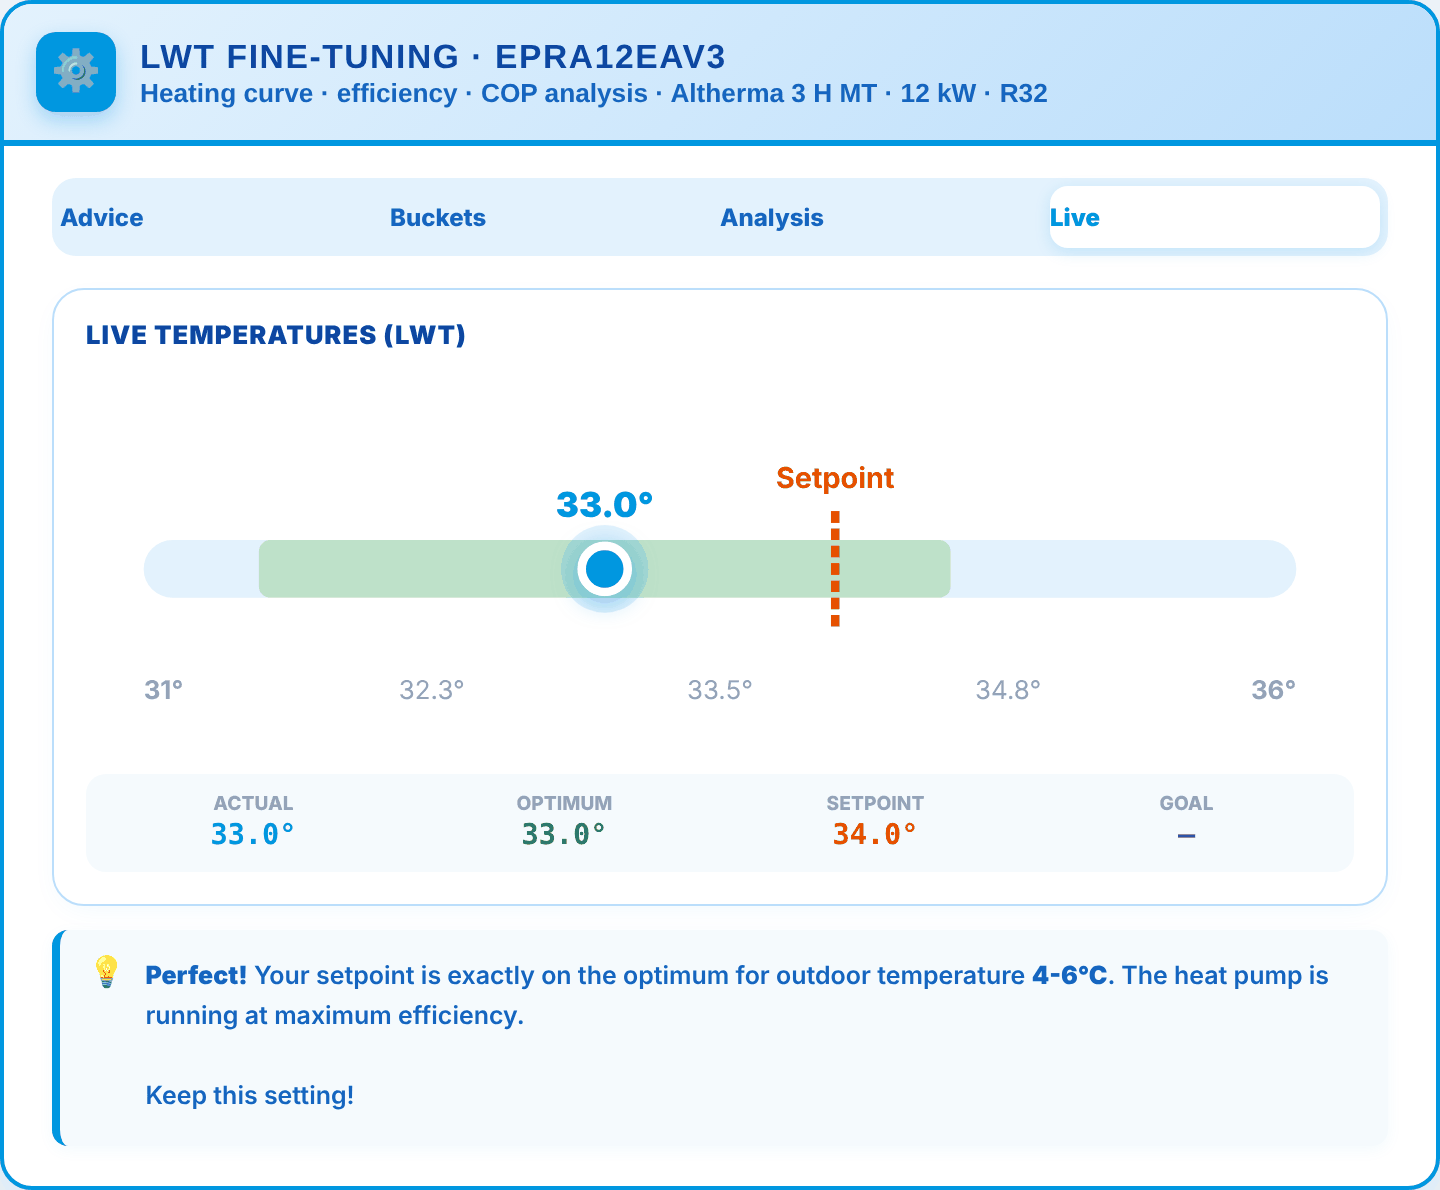 LWT FINE-TUNING · EPRA12EAV3
Heating curve · efficiency · COP analysis · Altherma 3 H MT · 12 kW · R32
Advice
Buckets
Analysis
Live
LIVE TEMPERATURES (LWT)
Setpoint
33.0°
31°
32.3°
33.5°
34.8°
36°
ACTUAL
33.0°
OPTIMUM
33.0°
SETPOINT
34.0°
GOAL
–
Perfect! Your setpoint is exactly on the optimum for outdoor temperature 4-6°C. The heat pump is
running at maximum efficiency.
Keep this setting!